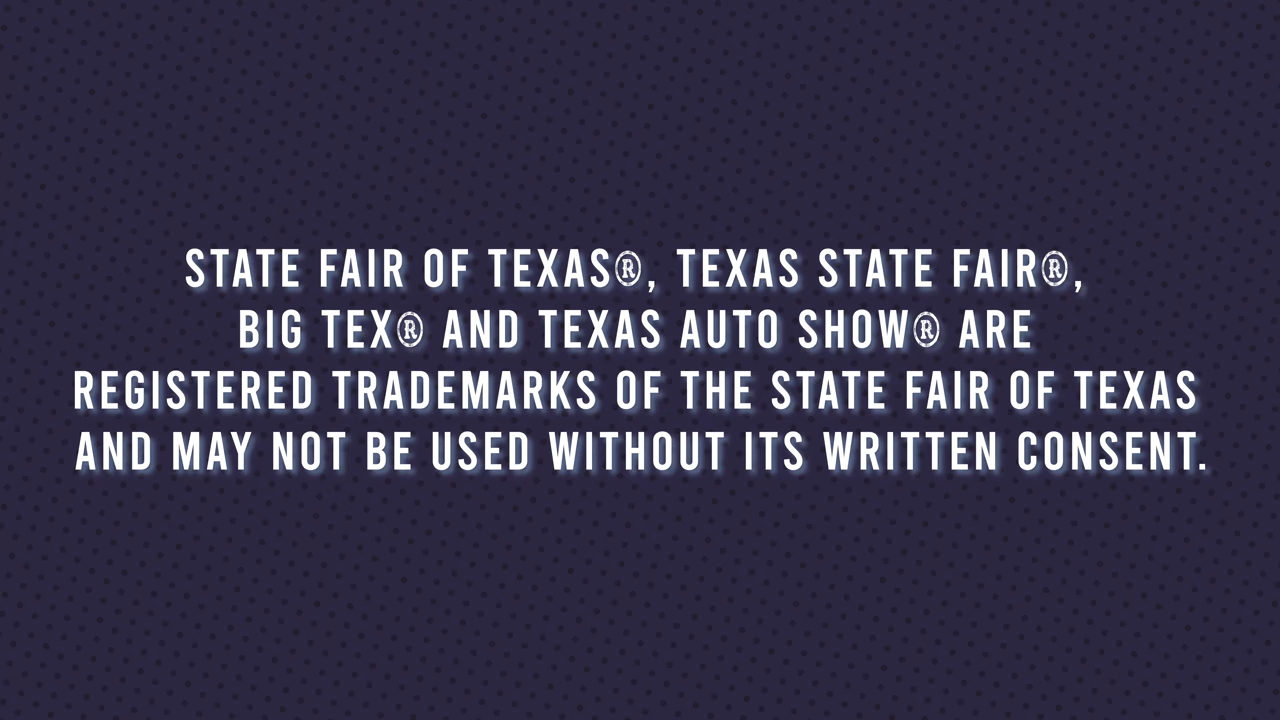 STATE FAIR OF TEXAS®, TEXAS STATE FAIR®,
BIG TEX® AND TEXAS AUTO SHOW® ARE
REGISTERED TRADEMARKS OF THE STATE FAIR OF TEXAS
AND MAY NOT BE USED WITHOUT ITS WRITTEN CONSENT.